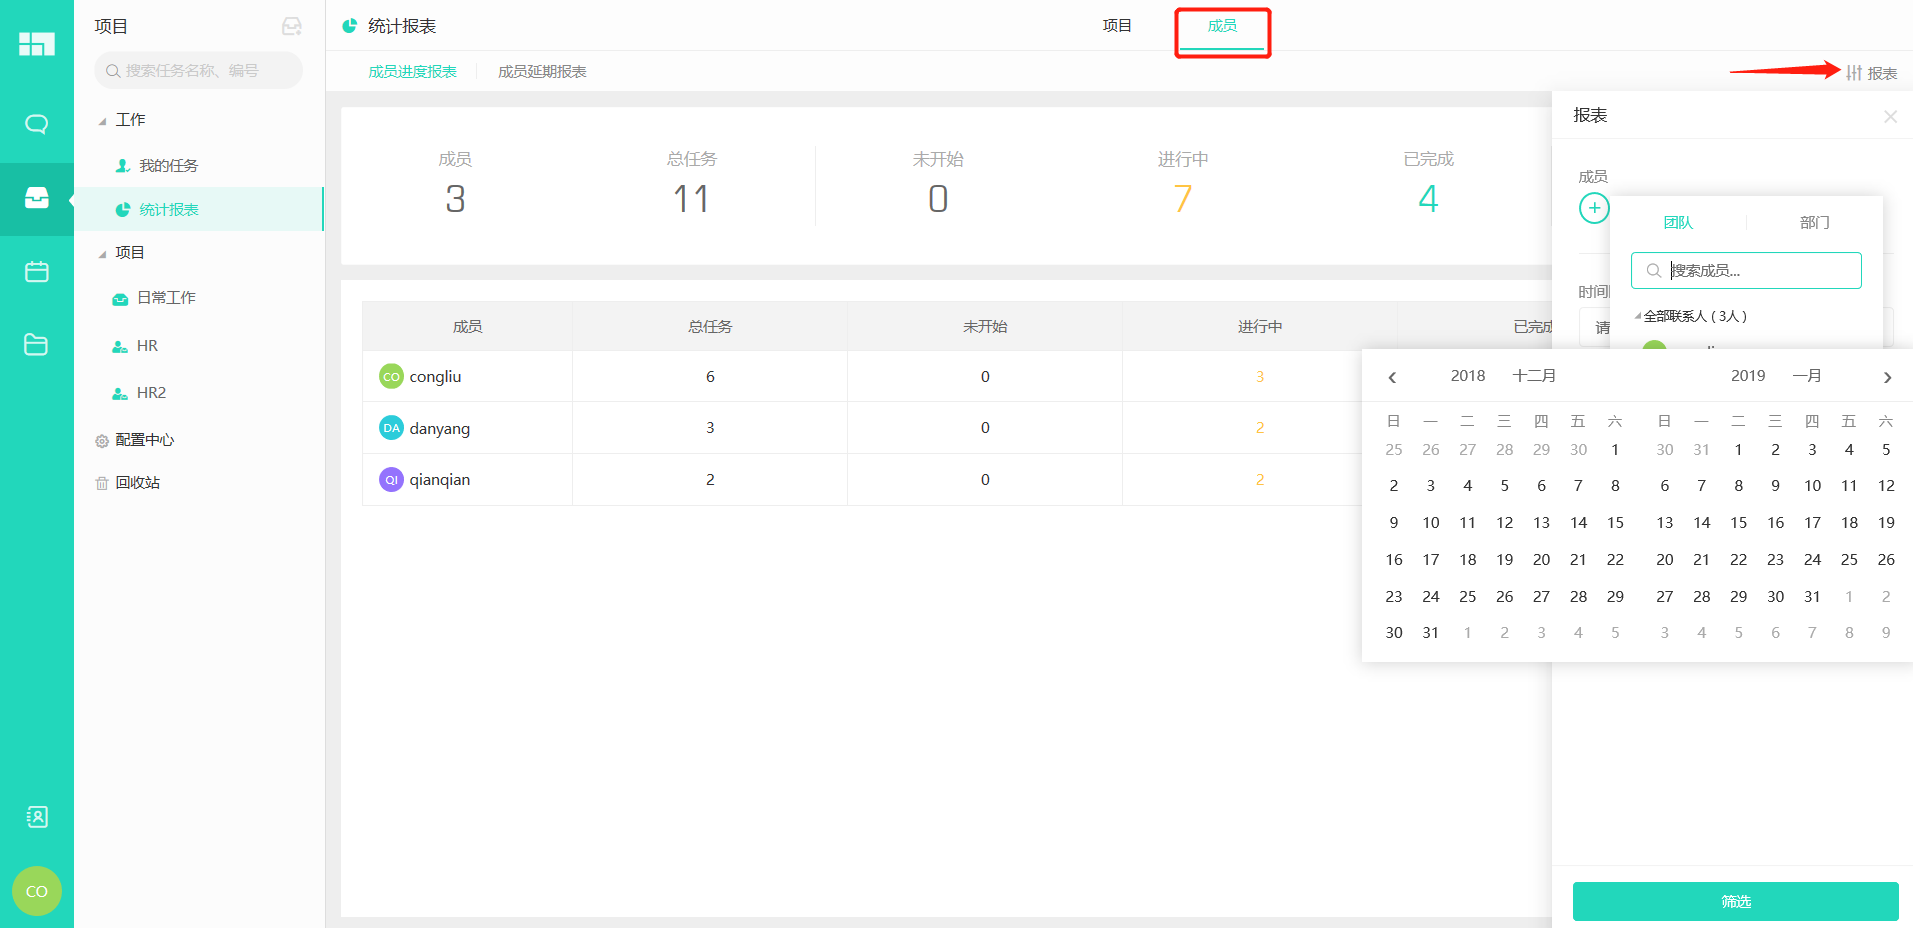 项目
搜索任务名称、编号
工作
我的任务
统计报表
项目
日常工作
HR
HR2
配置中心
回收站
CO
统计报表
项目
成员
成员进度报表
成员延期报表
报表
成员
3
总任务
11
未开始
0
进行中
7
已完成
4
成员 总任务 未开始 进行中 已完成
CO congliu 6 0 3
DA danyang 3 0 2
QI qianqian 2 0 2
报表
成员
团队 部门
搜索成员...
全部联系人（3人）
时间
请
2018 十二月
日 一 二 三 四 五 六
25 26 27 28 29 30 1
2 3 4 5 6 7 8
9 10 11 12 13 14 15
16 17 18 19 20 21 22
23 24 25 26 27 28 29
30 31 1 2 3 4 5
2019 一月
日 一 二 三 四 五 六
30 31 1 2 3 4 5
6 7 8 9 10 11 12
13 14 15 16 17 18 19
20 21 22 23 24 25 26
27 28 29 30 31 1 2
3 4 5 6 7 8 9
筛选